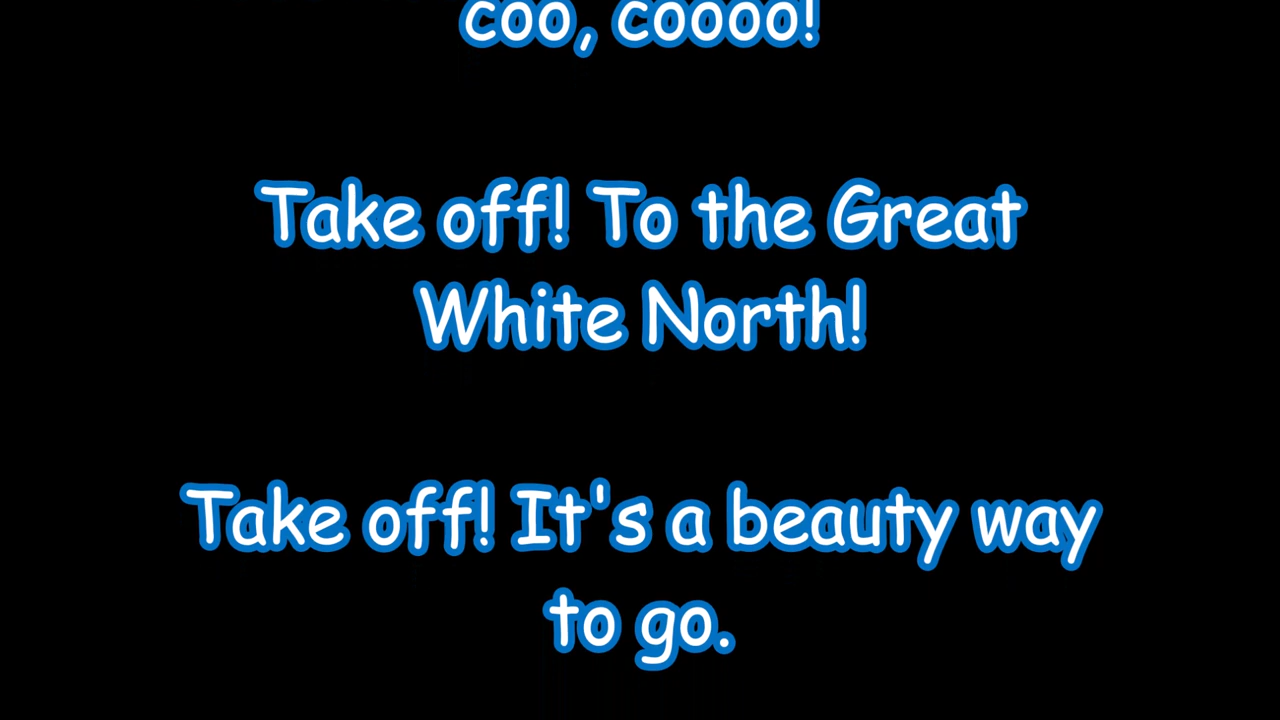 coo, coooo!
Take off! To the Great
White North!
Take off! It's a beauty way
to go.